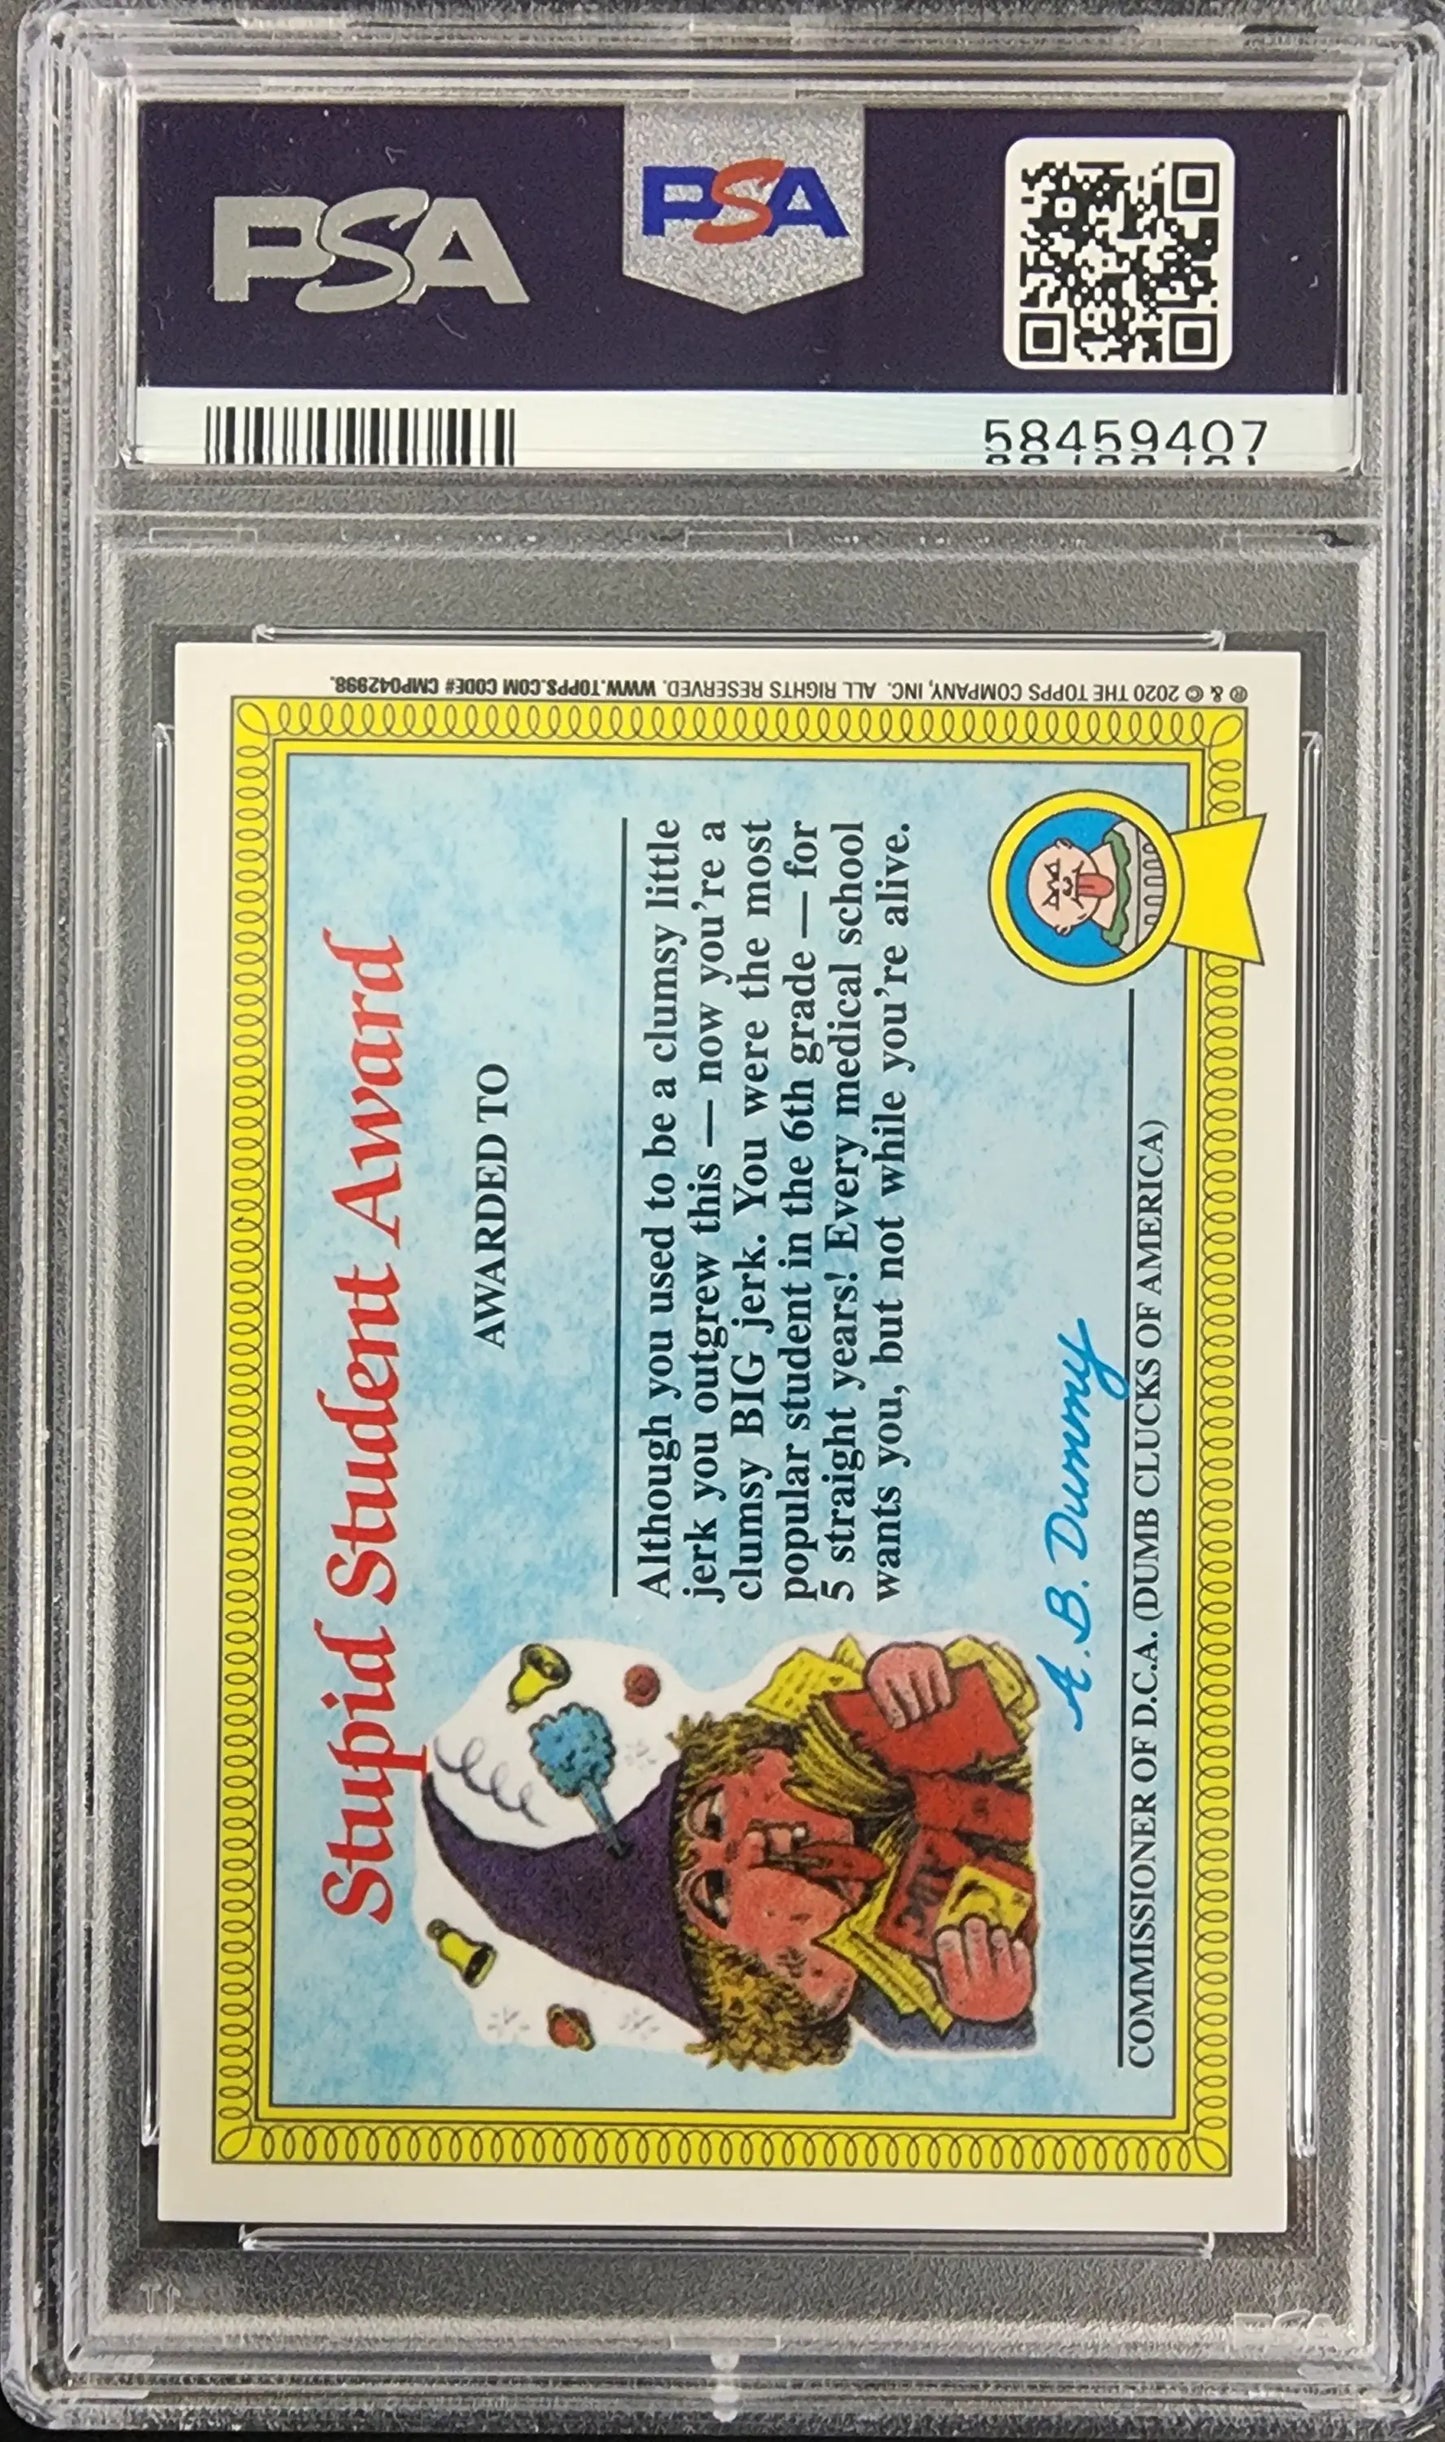 PSA
PSA
58459407
® & © 2020 THE TOPPS COMPANY, INC. ALL RIGHTS RESERVED. WWW.TOPPS.COM CODE# CMP042998.
Stupid Student Award
AWARDED TO
Although you used to be a clumsy little
jerk you outgrew this — now you're a
clumsy BIG jerk. You were the most
popular student in the 6th grade — for
5 straight years! Every medical school
wants you, but not while you're alive.
A. B. Dummy
COMMISSIONER OF D.C.A. (DUMB CLUCKS OF AMERICA)
PSA